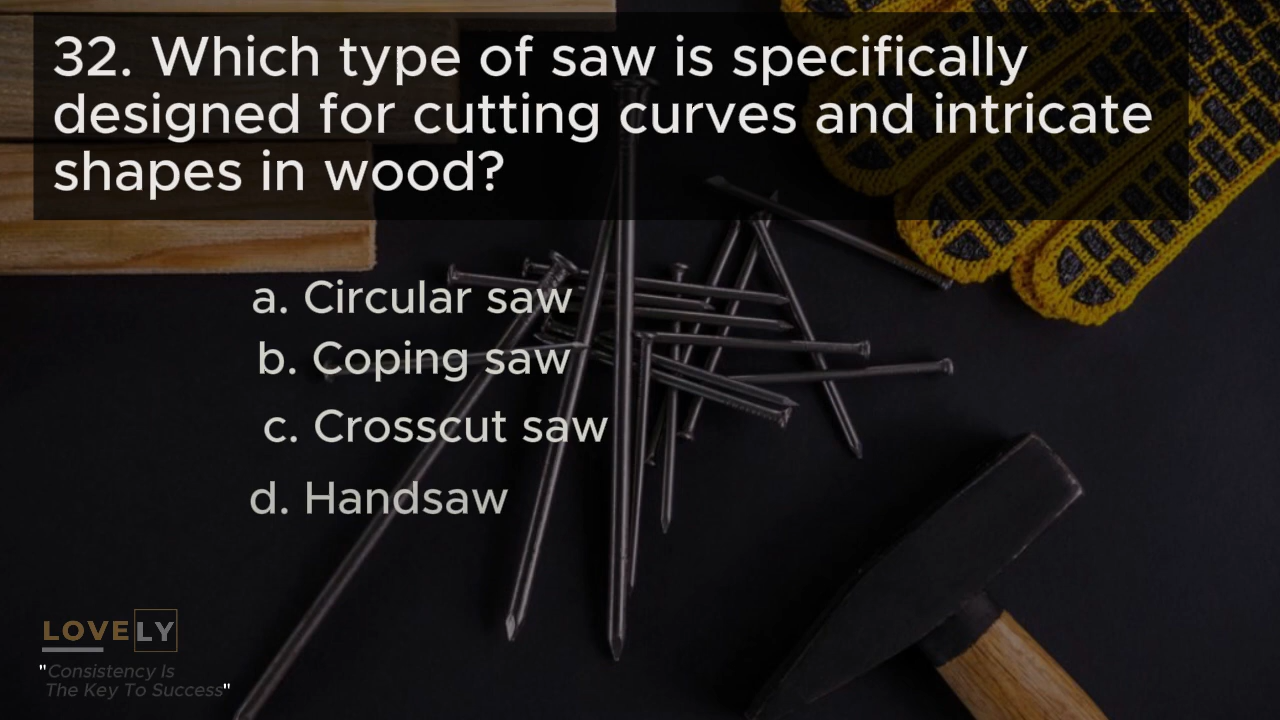 32. Which type of saw is specifically
designed for cutting curves and intricate
shapes in wood?
a. Circular saw
b. Coping saw
c. Crosscut saw
d. Handsaw
LOVELY
"Consistency Is
The Key To Success"